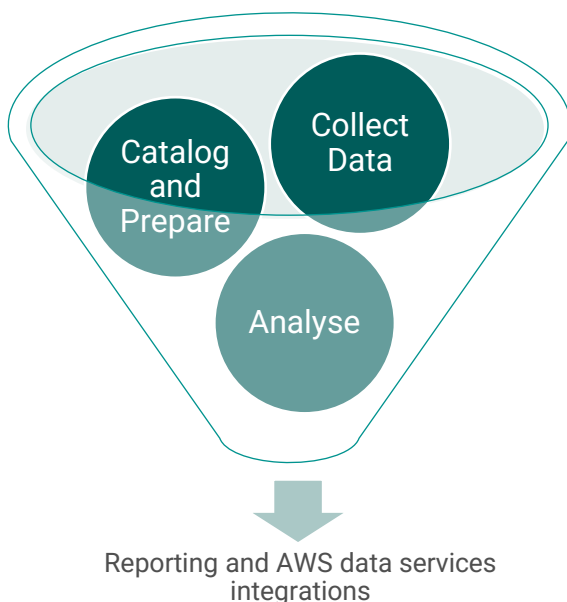 Collect
Data
Catalog
and
Prepare
Analyse
Reporting and AWS data services
integrations